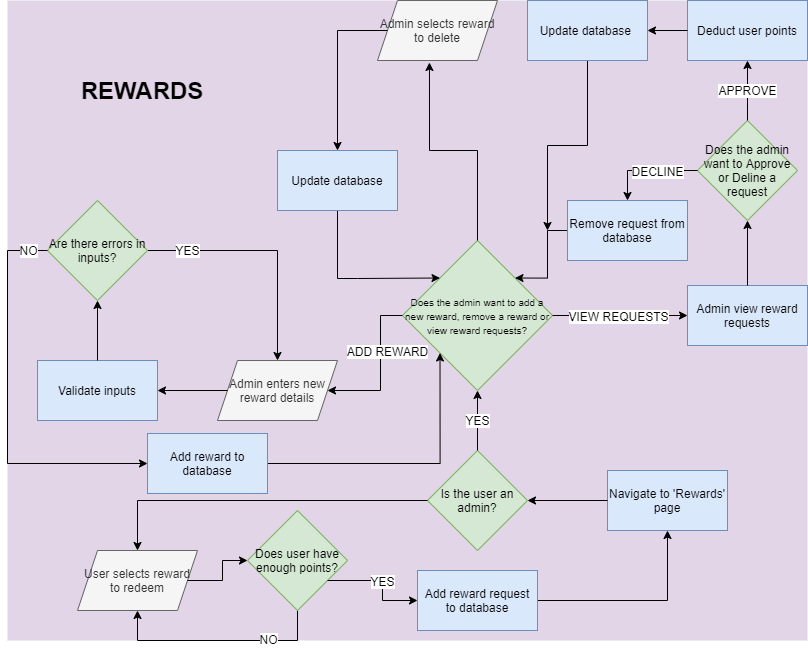 Admin selects reward
to delete
Update database
Deduct user points
REWARDS
APPROVE
Does the admin
want to Approve
or Deline a
request
DECLINE
Update database
Remove request from
database
Are there errors in
inputs?
NO
YES
Does the admin want to add a
new reward, remove a reward or
view reward requests?
VIEW REQUESTS
Admin view reward
requests
ADD REWARD
Validate inputs
Admin enters new
reward details
YES
Add reward to
database
Is the user an
admin?
Navigate to 'Rewards'
page
User selects reward
to redeem
Does user have
enough points?
YES
Add reward request
to database
NO